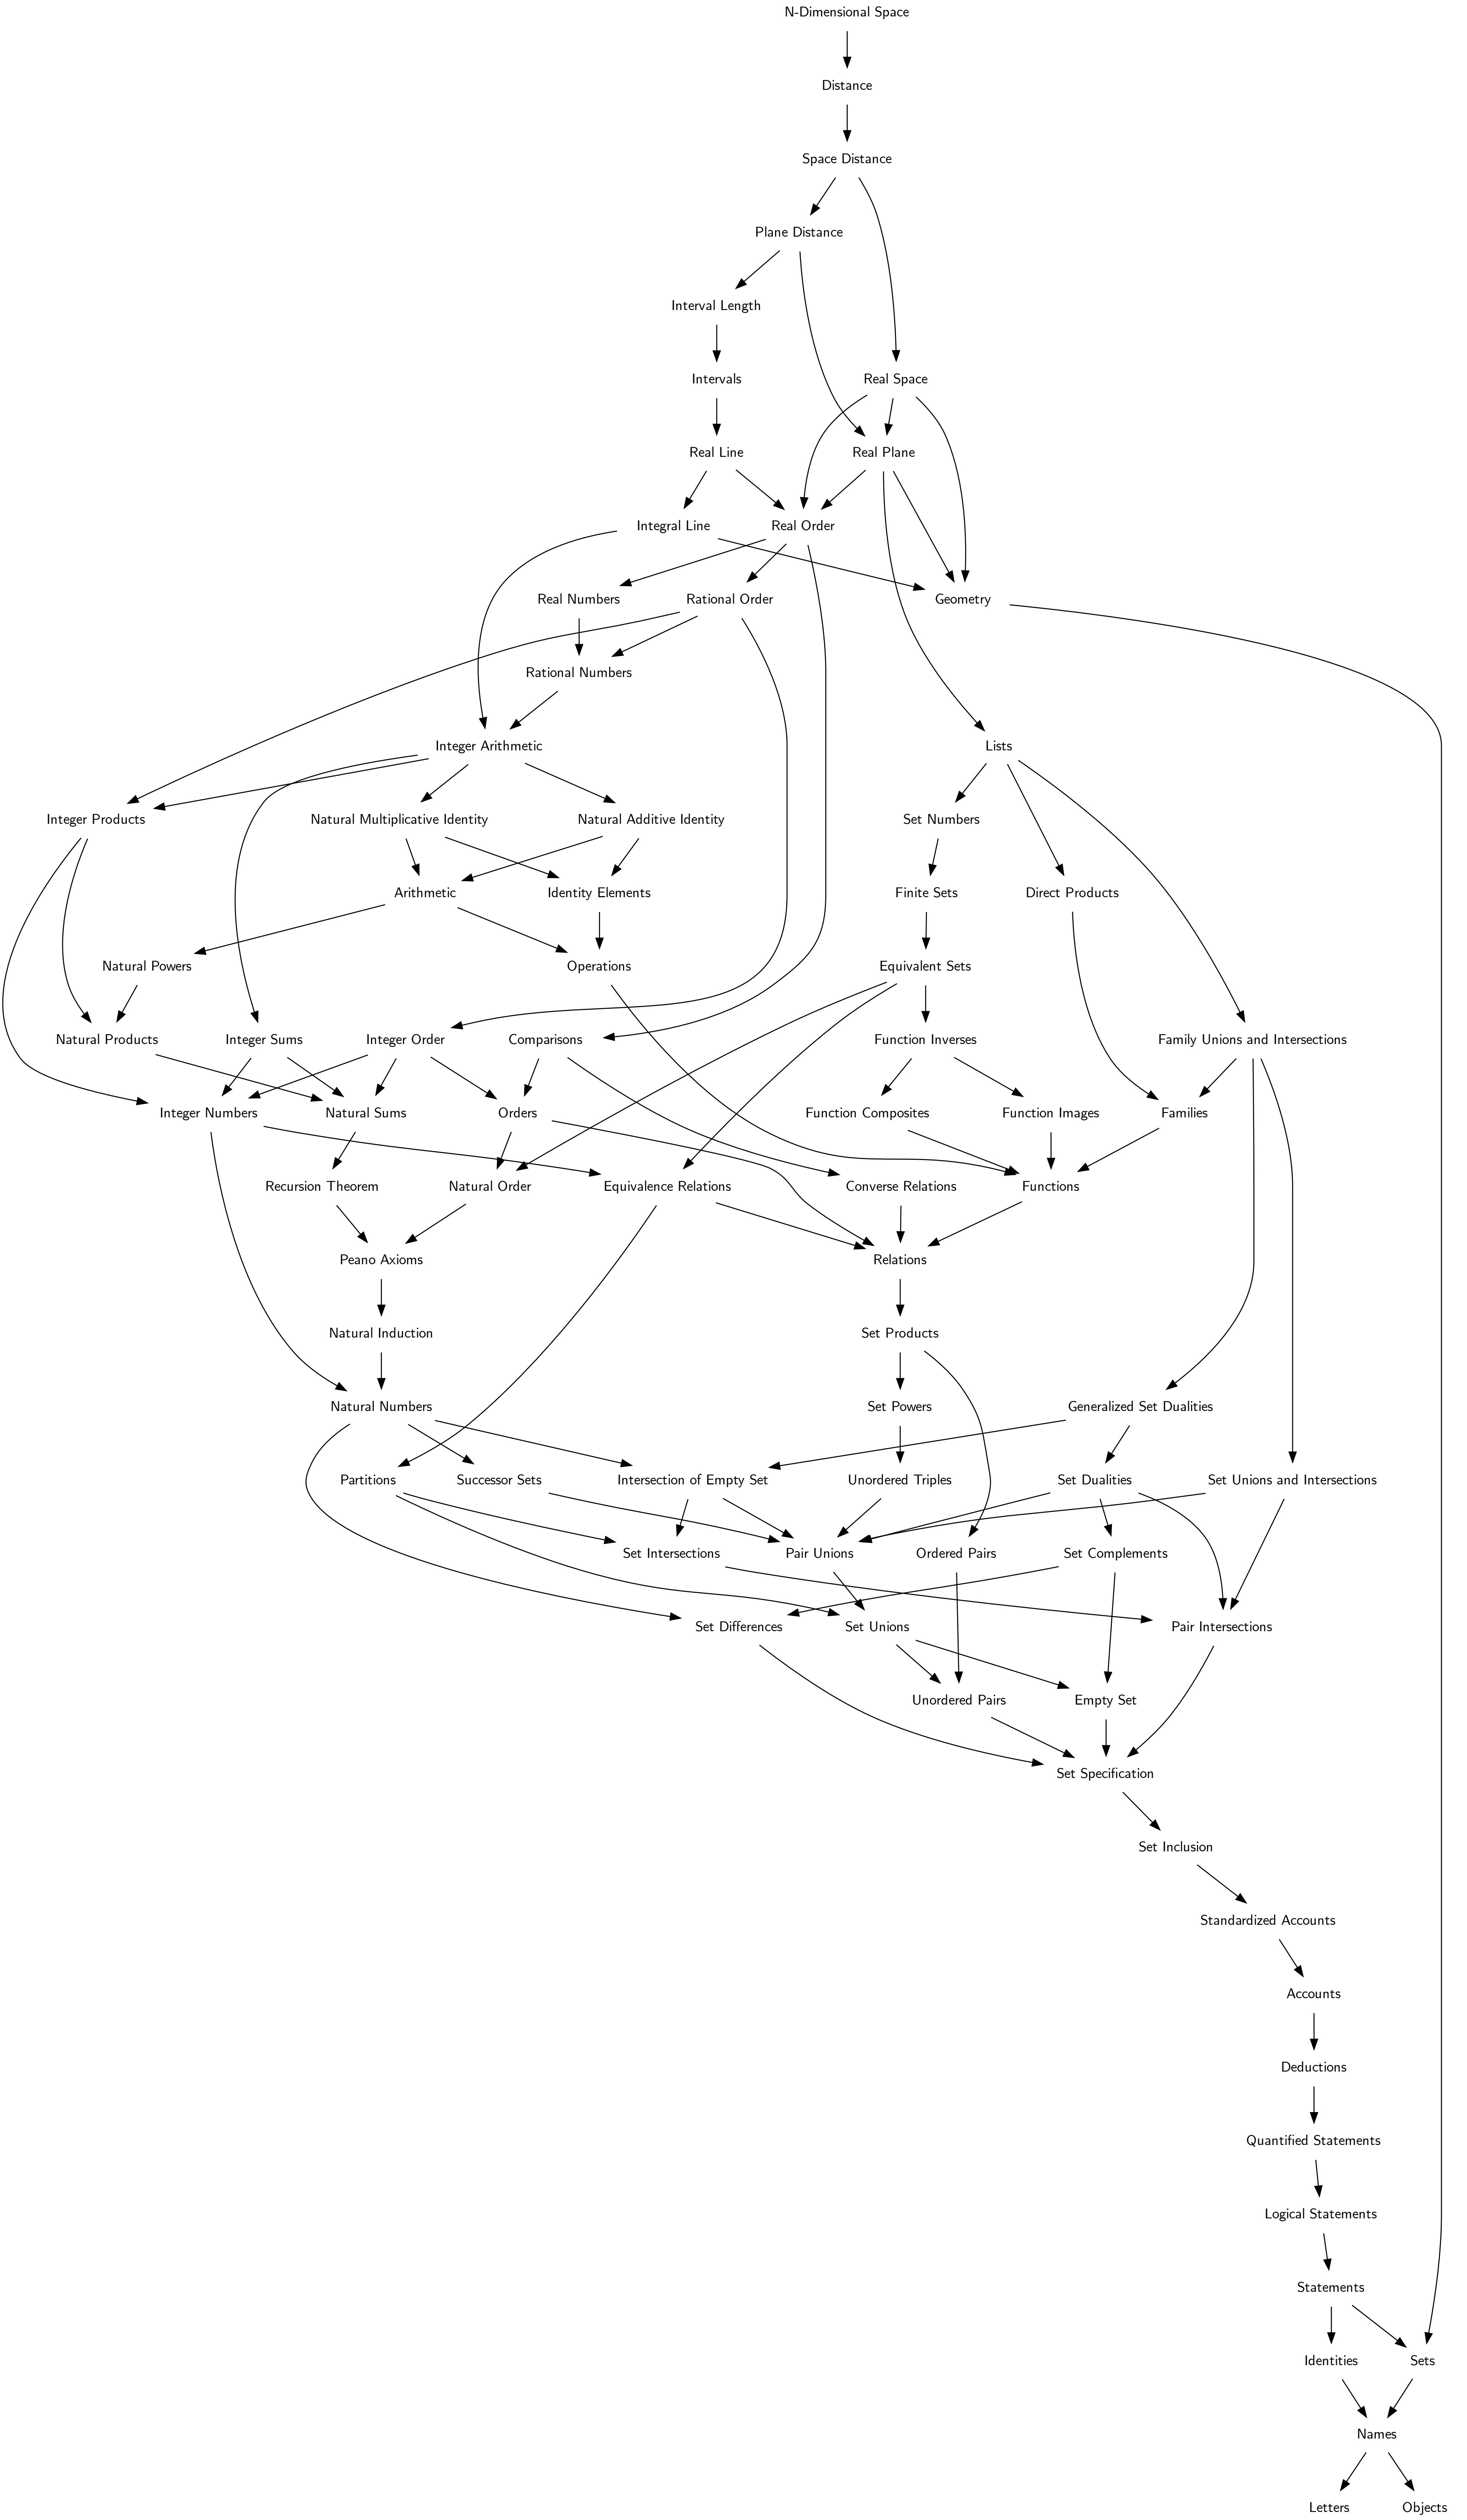 N-Dimensional Space
Distance
Space Distance
Plane Distance
Interval Length
Intervals
Real Space
Real Line
Real Plane
Integral Line
Real Order
Real Numbers
Rational Order
Geometry
Rational Numbers
Integer Arithmetic
Lists
Integer Products
Natural Multiplicative Identity
Natural Additive Identity
Set Numbers
Arithmetic
Identity Elements
Finite Sets
Direct Products
Natural Powers
Operations
Equivalent Sets
Natural Products
Integer Sums
Integer Order
Comparisons
Function Inverses
Family Unions and Intersections
Integer Numbers
Natural Sums
Orders
Function Composites
Function Images
Families
Recursion Theorem
Natural Order
Equivalence Relations
Converse Relations
Functions
Peano Axioms
Relations
Natural Induction
Set Products
Natural Numbers
Set Powers
Generalized Set Dualities
Partitions
Successor Sets
Intersection of Empty Set
Unordered Triples
Set Dualities
Set Unions and Intersections
Set Intersections
Pair Unions
Ordered Pairs
Set Complements
Set Differences
Set Unions
Pair Intersections
Unordered Pairs
Empty Set
Set Specification
Set Inclusion
Standardized Accounts
Accounts
Deductions
Quantified Statements
Logical Statements
Statements
Identities
Sets
Names
Letters
Objects